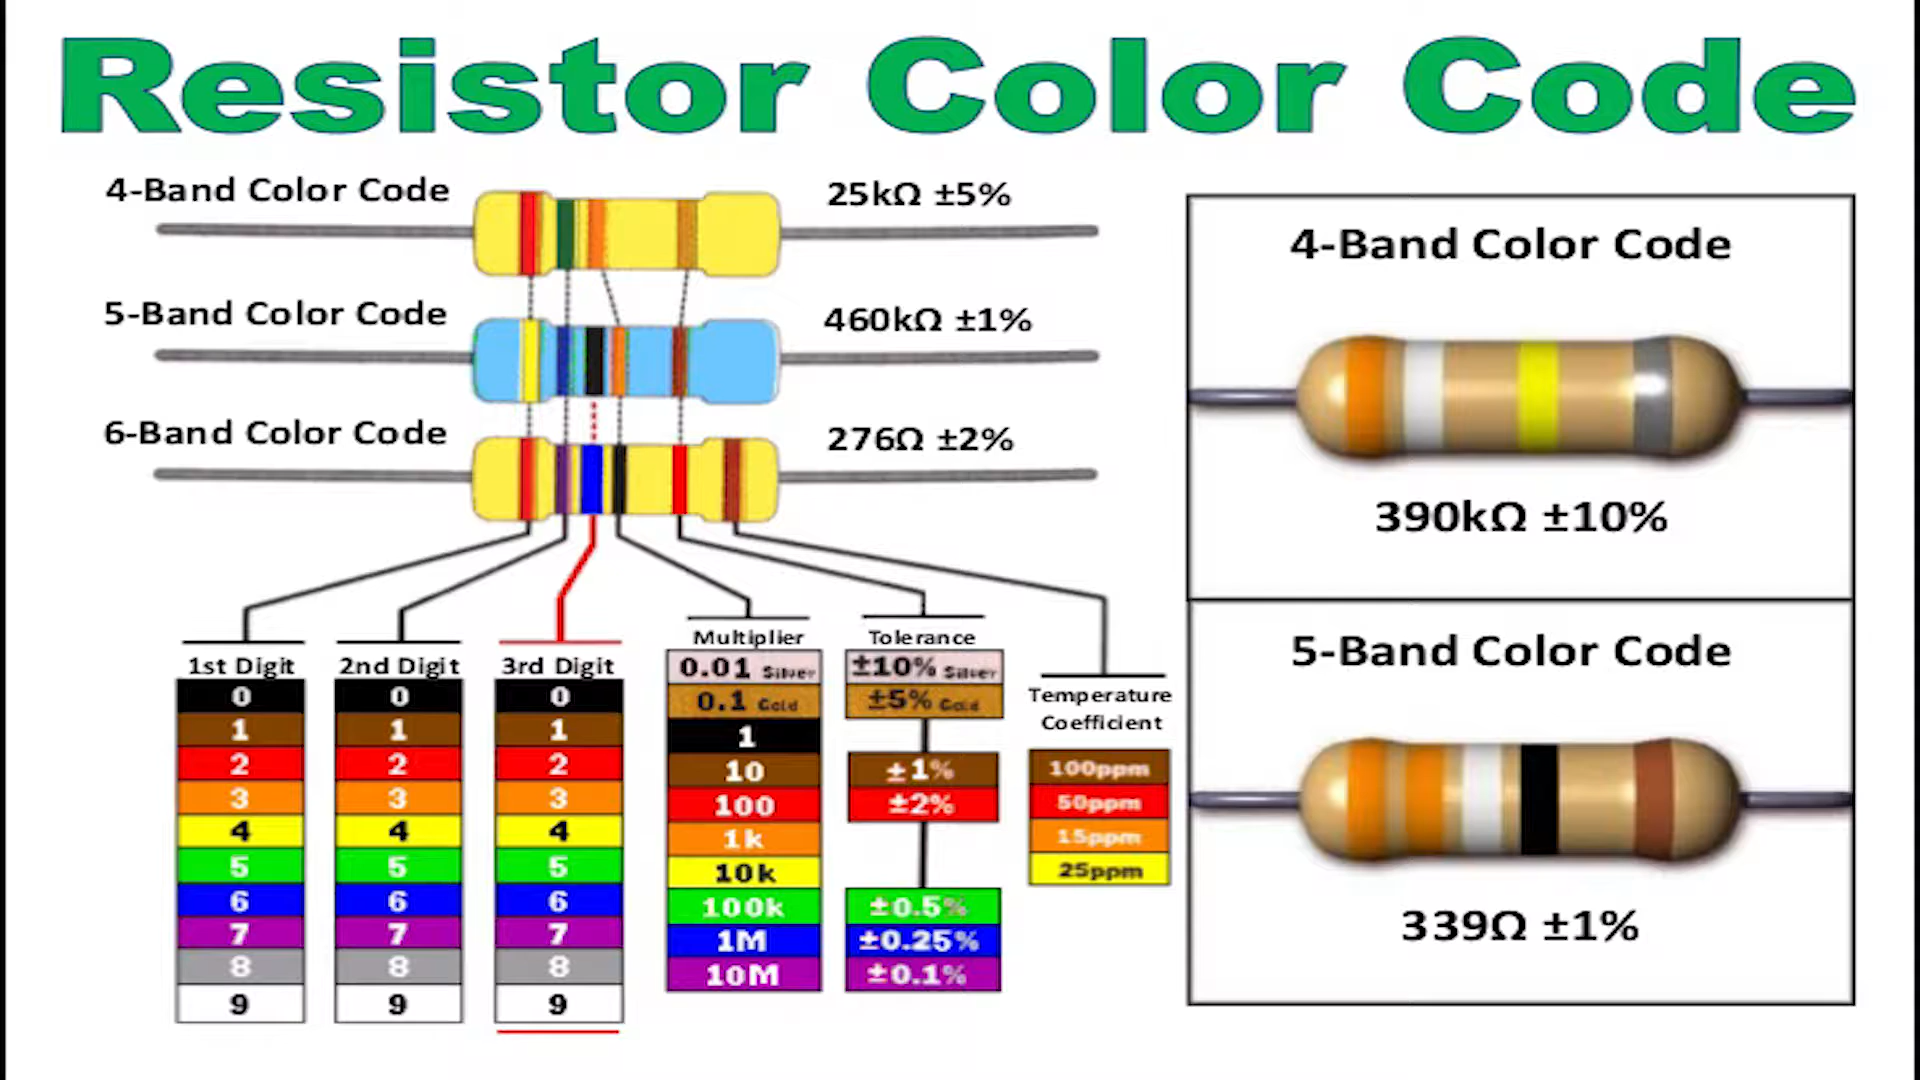 Resistor Color Code
4-Band Color Code
25kΩ ±5%
5-Band Color Code
460kΩ ±1%
6-Band Color Code
276Ω ±2%
1st Digit
0
1
2
3
4
5
6
7
8
9
2nd Digit
0
1
2
3
4
5
6
7
8
9
3rd Digit
0
1
2
3
4
5
6
7
8
9
Multiplier
0.01 Silver
0.1 Gold
1
10
100
1k
10k
100k
1M
10M
Tolerance
±10% Silver
±5% Gold
±1%
±2%
±0.5%
±0.25%
±0.1%
Temperature
Coefficient
100ppm
50ppm
15ppm
25ppm
4-Band Color Code
390kΩ ±10%
5-Band Color Code
339Ω ±1%